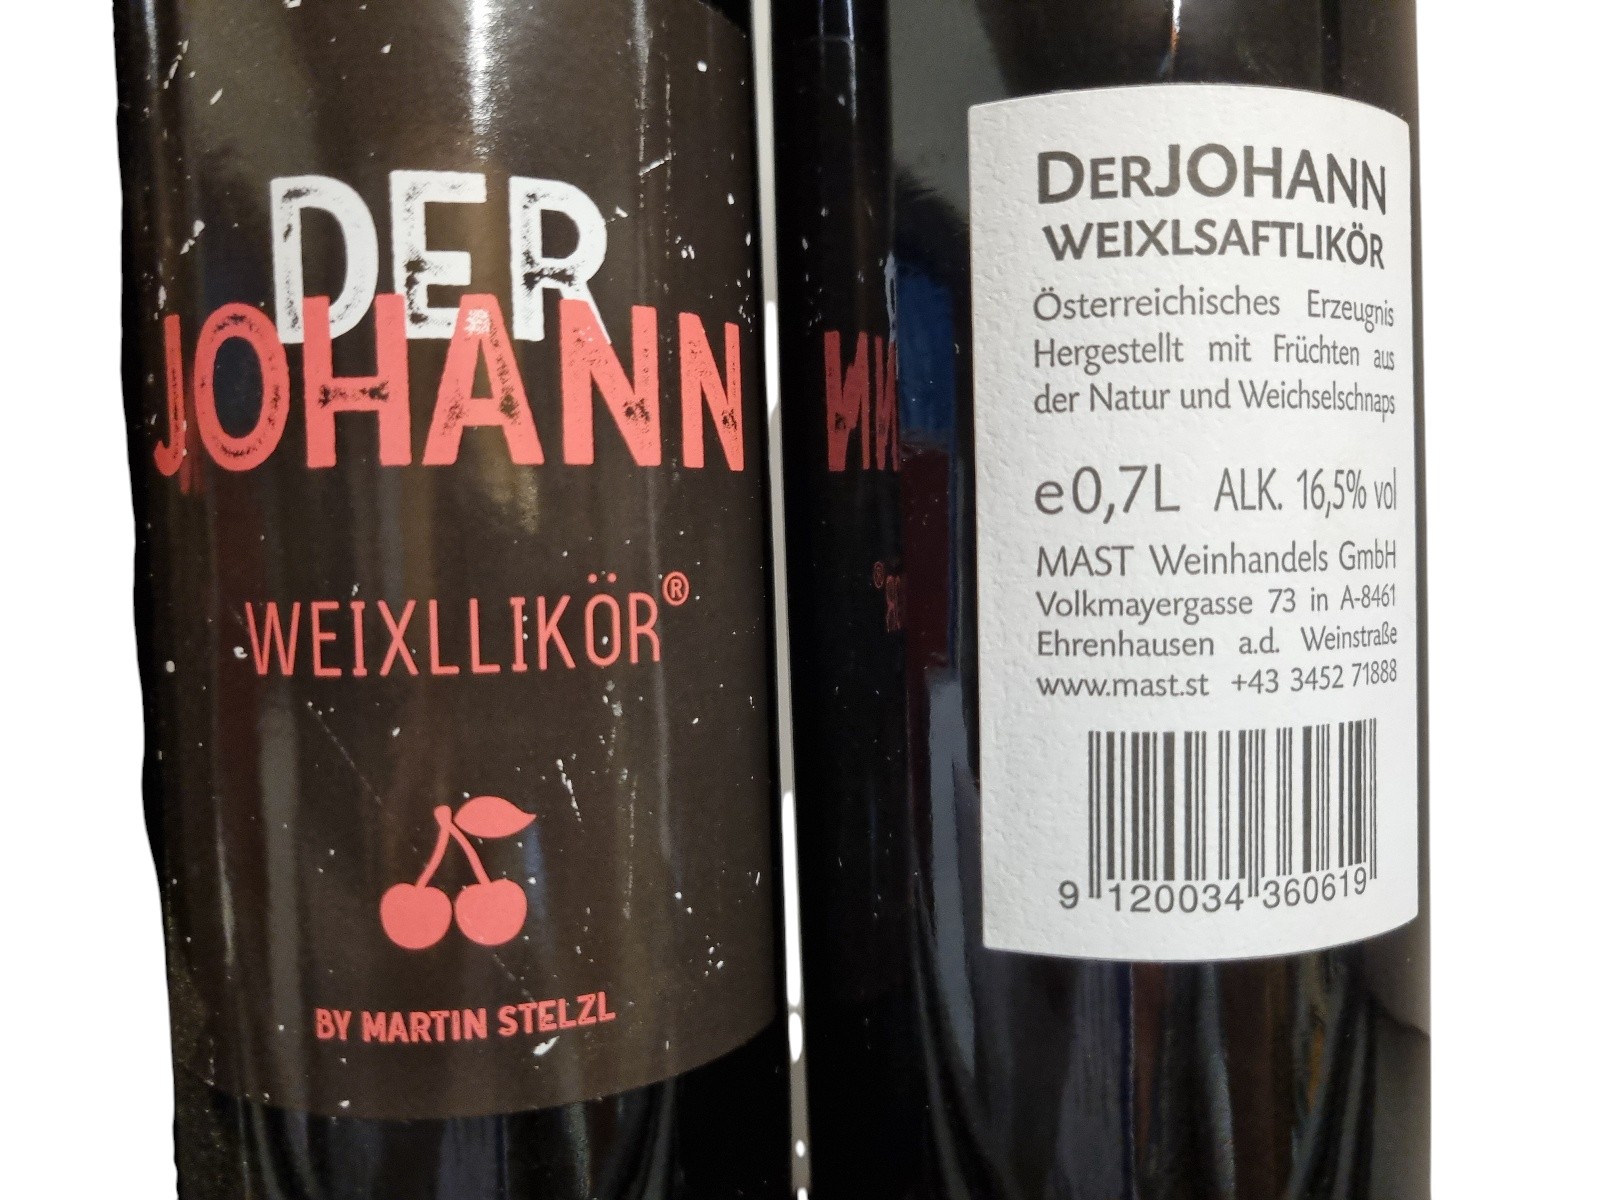 DER
JOHANN
WEIXLLIKÖR®
BY MARTIN STELZL
DERJOHANN
WEIXLSAFTLIKÖR
Österreichisches Erzeugnis
Hergestellt mit Früchten aus
der Natur und Weichselschnaps
e 0,7L ALK. 16,5% vol
MAST Weinhandels GmbH
Volkmayergasse 73 in A-8461
Ehrenhausen a.d. Weinstraße
www.mast.st +43 3452 71888
9 120034 360619